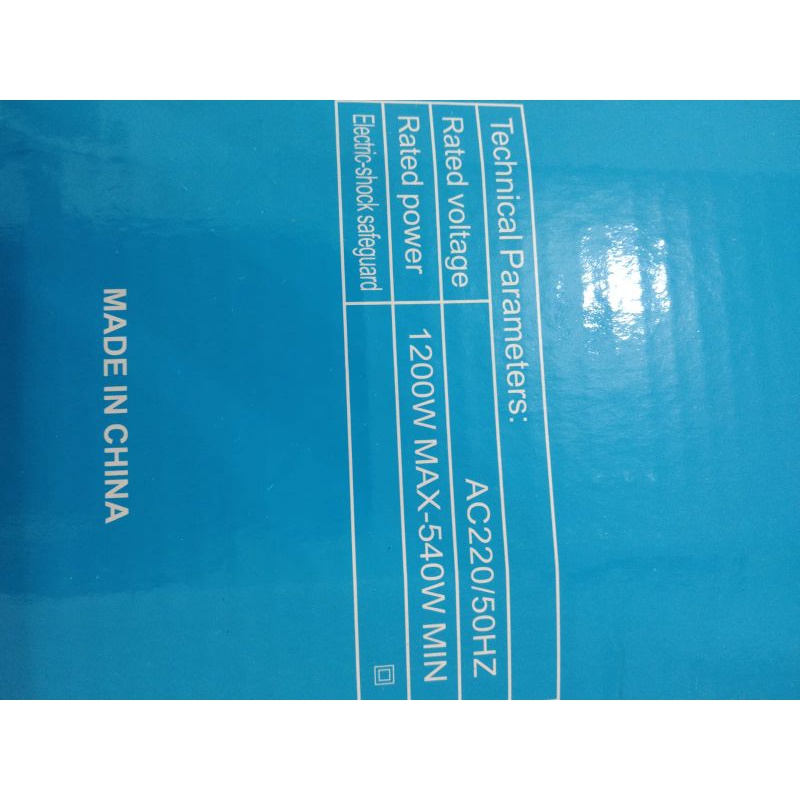 Technical Parameters:
Rated voltage AC220/50HZ
Rated power 1200W MAX-540W MIN
Electric-shock safeguard
MADE IN CHINA